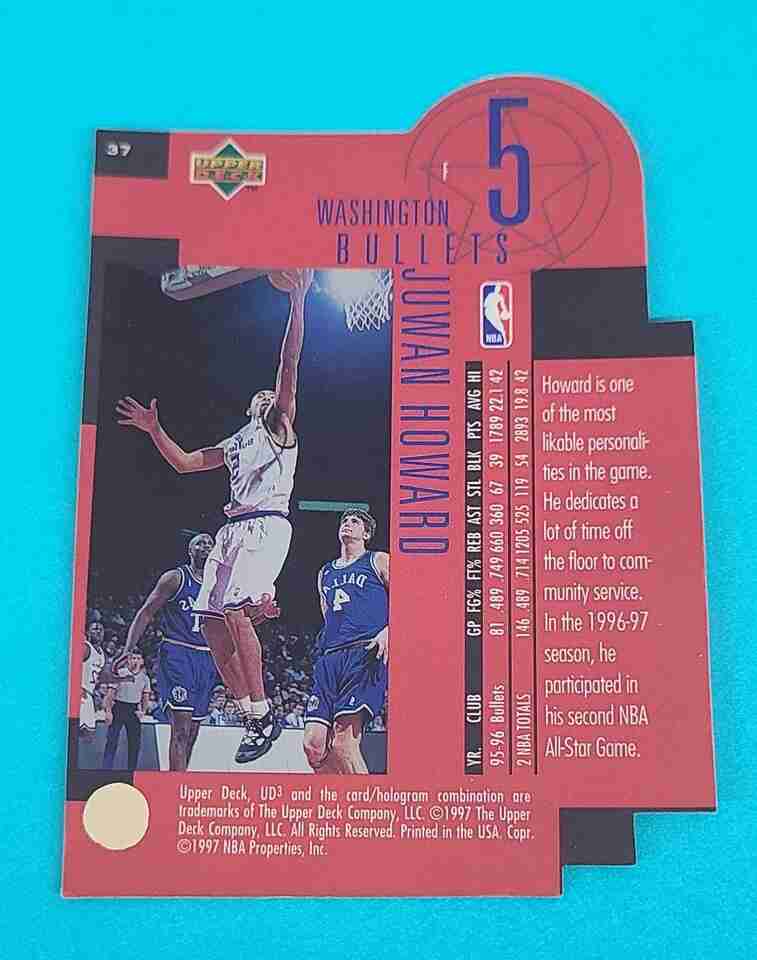 37
UPPER
DECK
TM
5
WASHINGTON
BULLETS
JUWAN HOWARD
NBA
YR. CLUB GP FG% FT% REB AST STL BLK PTS AVG HI
95-96 Bullets 81 .489 .749 660 360 67 39 1789 22.1 42
2 NBA TOTALS 146 .489 .714 1205 525 119 54 2893 19.8 42
Howard is one
of the most
likable personali-
ties in the game.
He dedicates a
lot of time off
the floor to com-
munity service.
In the 1996-97
season, he
participated in
his second NBA
All-Star Game.
DALLAS
4
Upper Deck, UD³ and the card/hologram combination are
trademarks of The Upper Deck Company, LLC. ©1997 The Upper
Deck Company, LLC. All Rights Reserved. Printed in the USA. Copr.
©1997 NBA Properties, Inc.